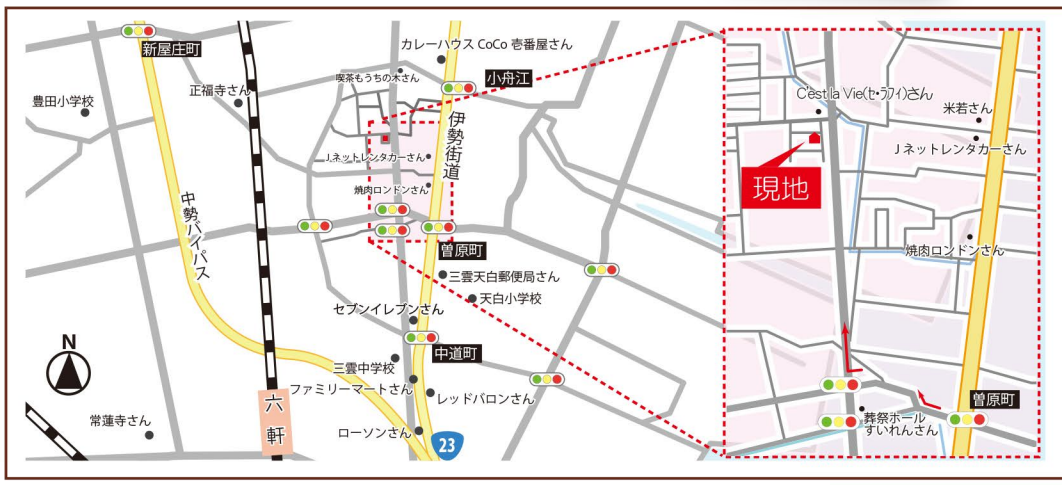 新屋庄町
カレーハウス CoCo 壱番屋さん
喫茶もうちの木さん
小舟江
豊田小学校
正福寺さん
伊勢街道
Jネットレンタカーさん
焼肉ロンドンさん
中勢バイパス
曽原町
三雲天白郵便局さん
天白小学校
セブンイレブンさん
中道町
N
三雲中学校
ファミリーマートさん
レッドバロンさん
六軒
常蓮寺さん
ローソンさん
23
C'est la Vie(セ・ラフィ)さん
米若さん
Jネットレンタカーさん
現地
焼肉ロンドンさん
曽原町
葬祭ホール
すいれんさん